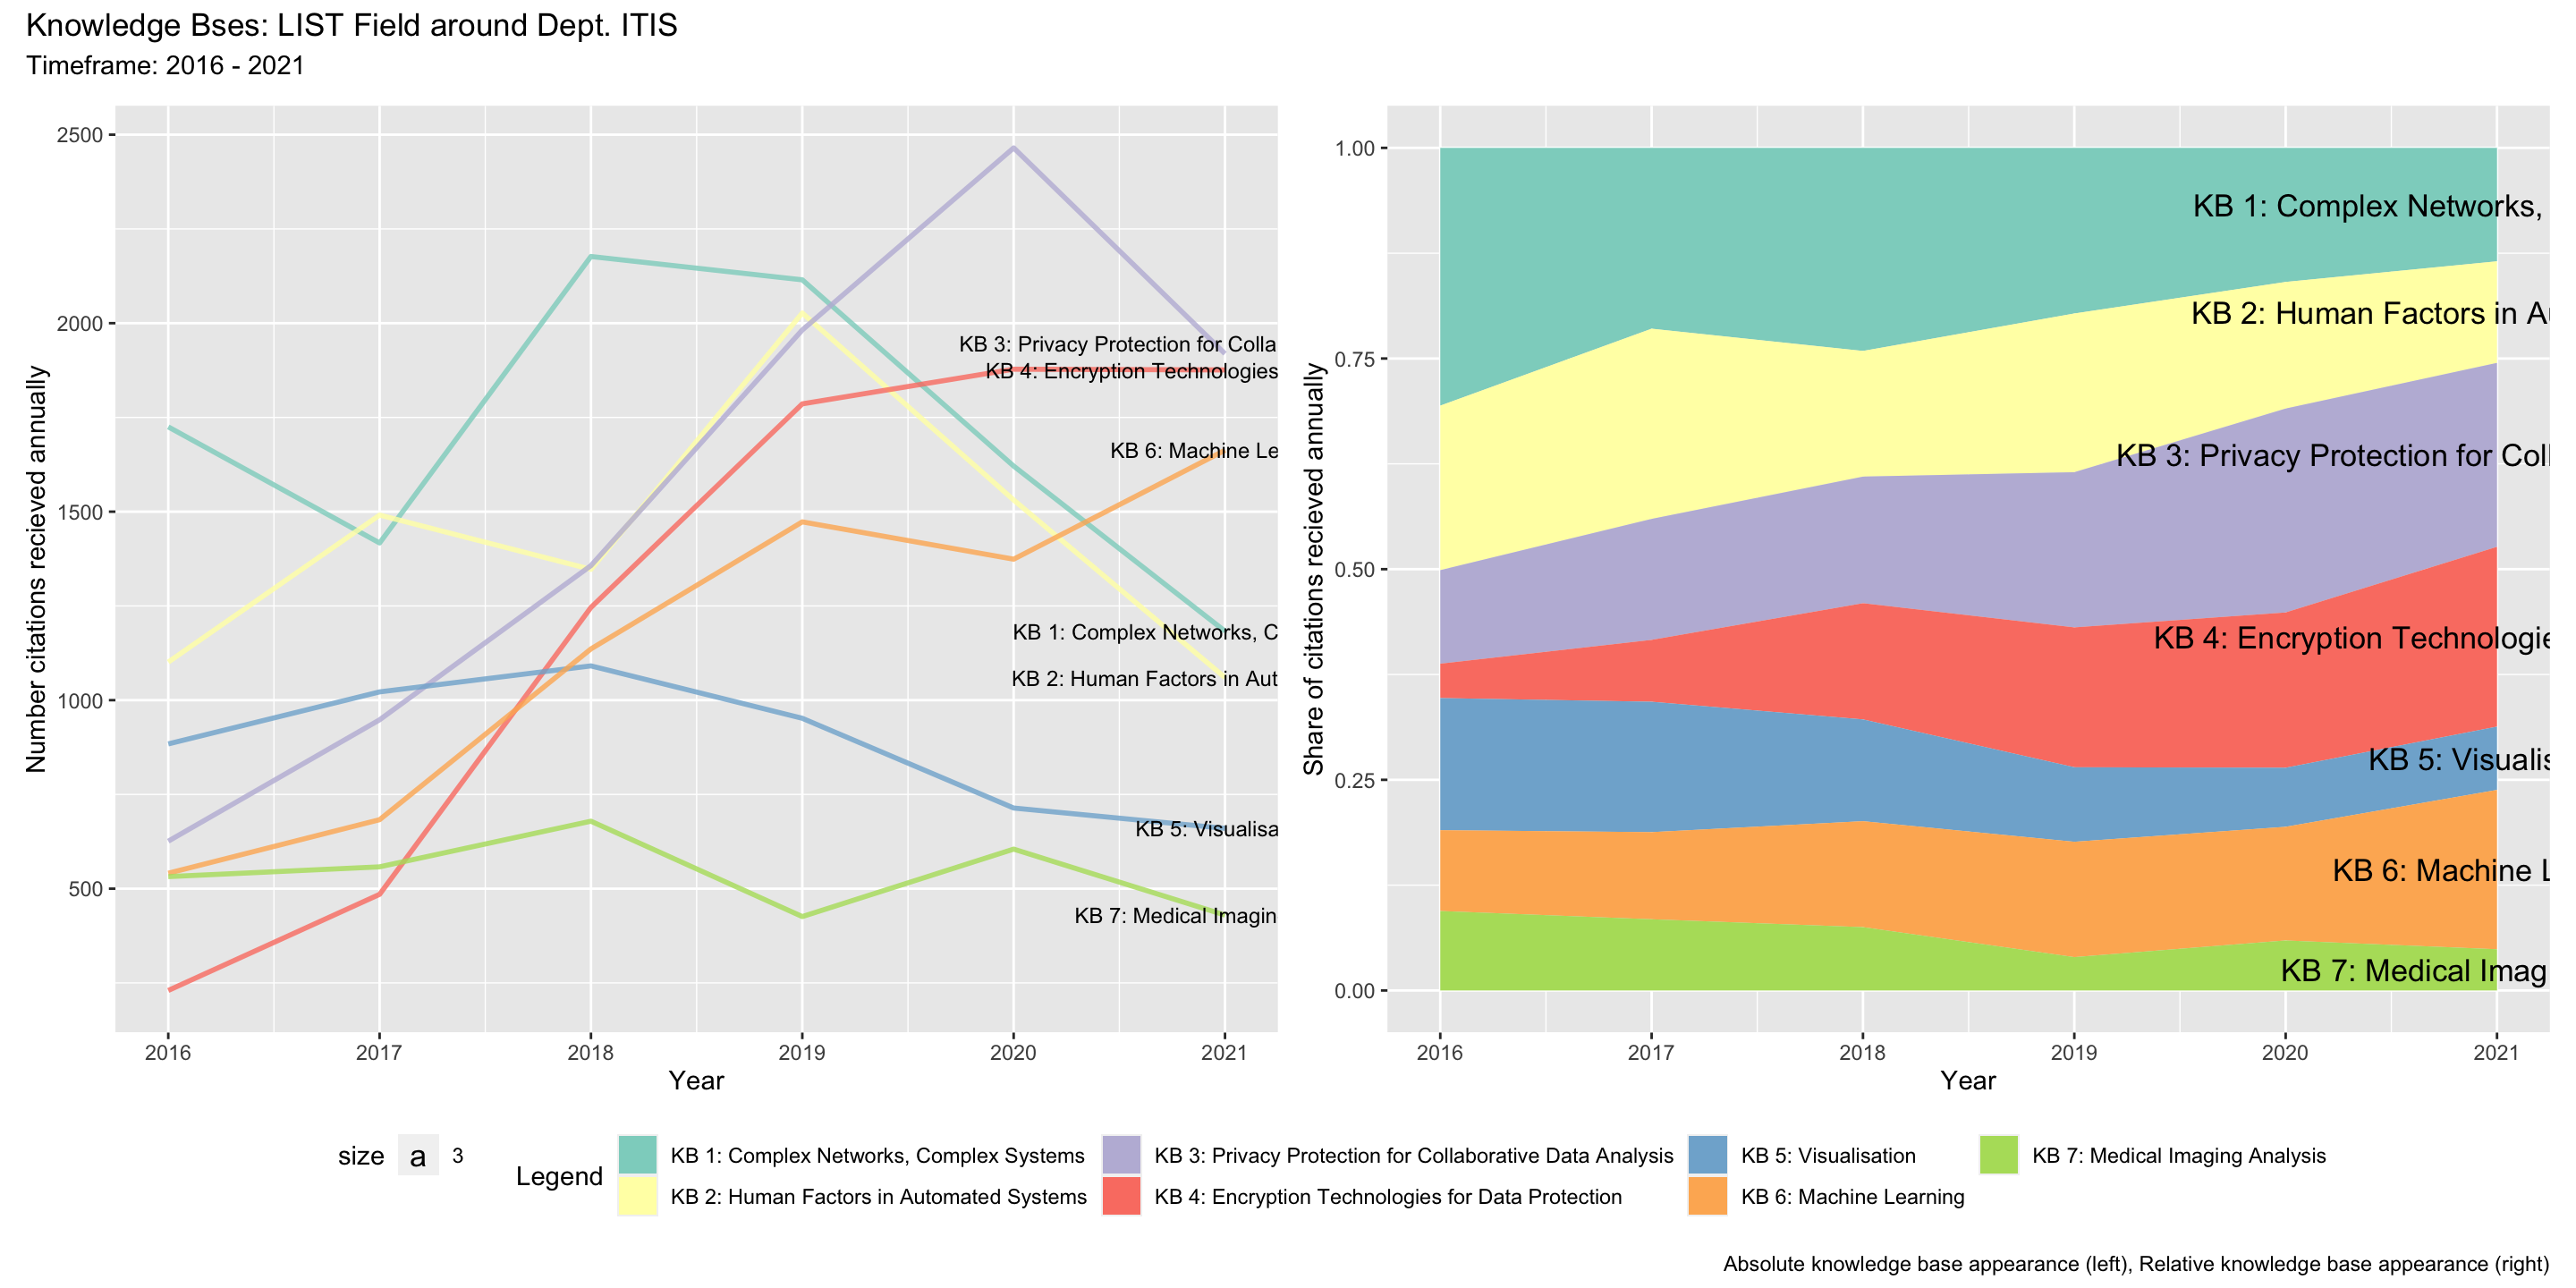 Knowledge Bses: LIST Field around Dept. ITIS
Timeframe: 2016 - 2021
Number citations recieved annually
2500
2000
1500
1000
500
KB 3: Privacy Protection for Colla
KB 4: Encryption Technologies
KB 6: Machine Le
KB 1: Complex Networks, C
KB 2: Human Factors in Aut
KB 5: Visualisa
KB 7: Medical Imagin
2016 2017 2018 2019 2020 2021
Year
Share of citations recieved annually
1.00
0.75
0.50
0.25
0.00
KB 1: Complex Networks,
KB 2: Human Factors in Au
KB 3: Privacy Protection for Coll
KB 4: Encryption Technologie
KB 5: Visualis
KB 6: Machine L
KB 7: Medical Imag
2016 2017 2018 2019 2020 2021
Year
size a 3
Legend
KB 1: Complex Networks, Complex Systems
KB 2: Human Factors in Automated Systems
KB 3: Privacy Protection for Collaborative Data Analysis
KB 4: Encryption Technologies for Data Protection
KB 5: Visualisation
KB 6: Machine Learning
KB 7: Medical Imaging Analysis
Absolute knowledge base appearance (left), Relative knowledge base appearance (right)